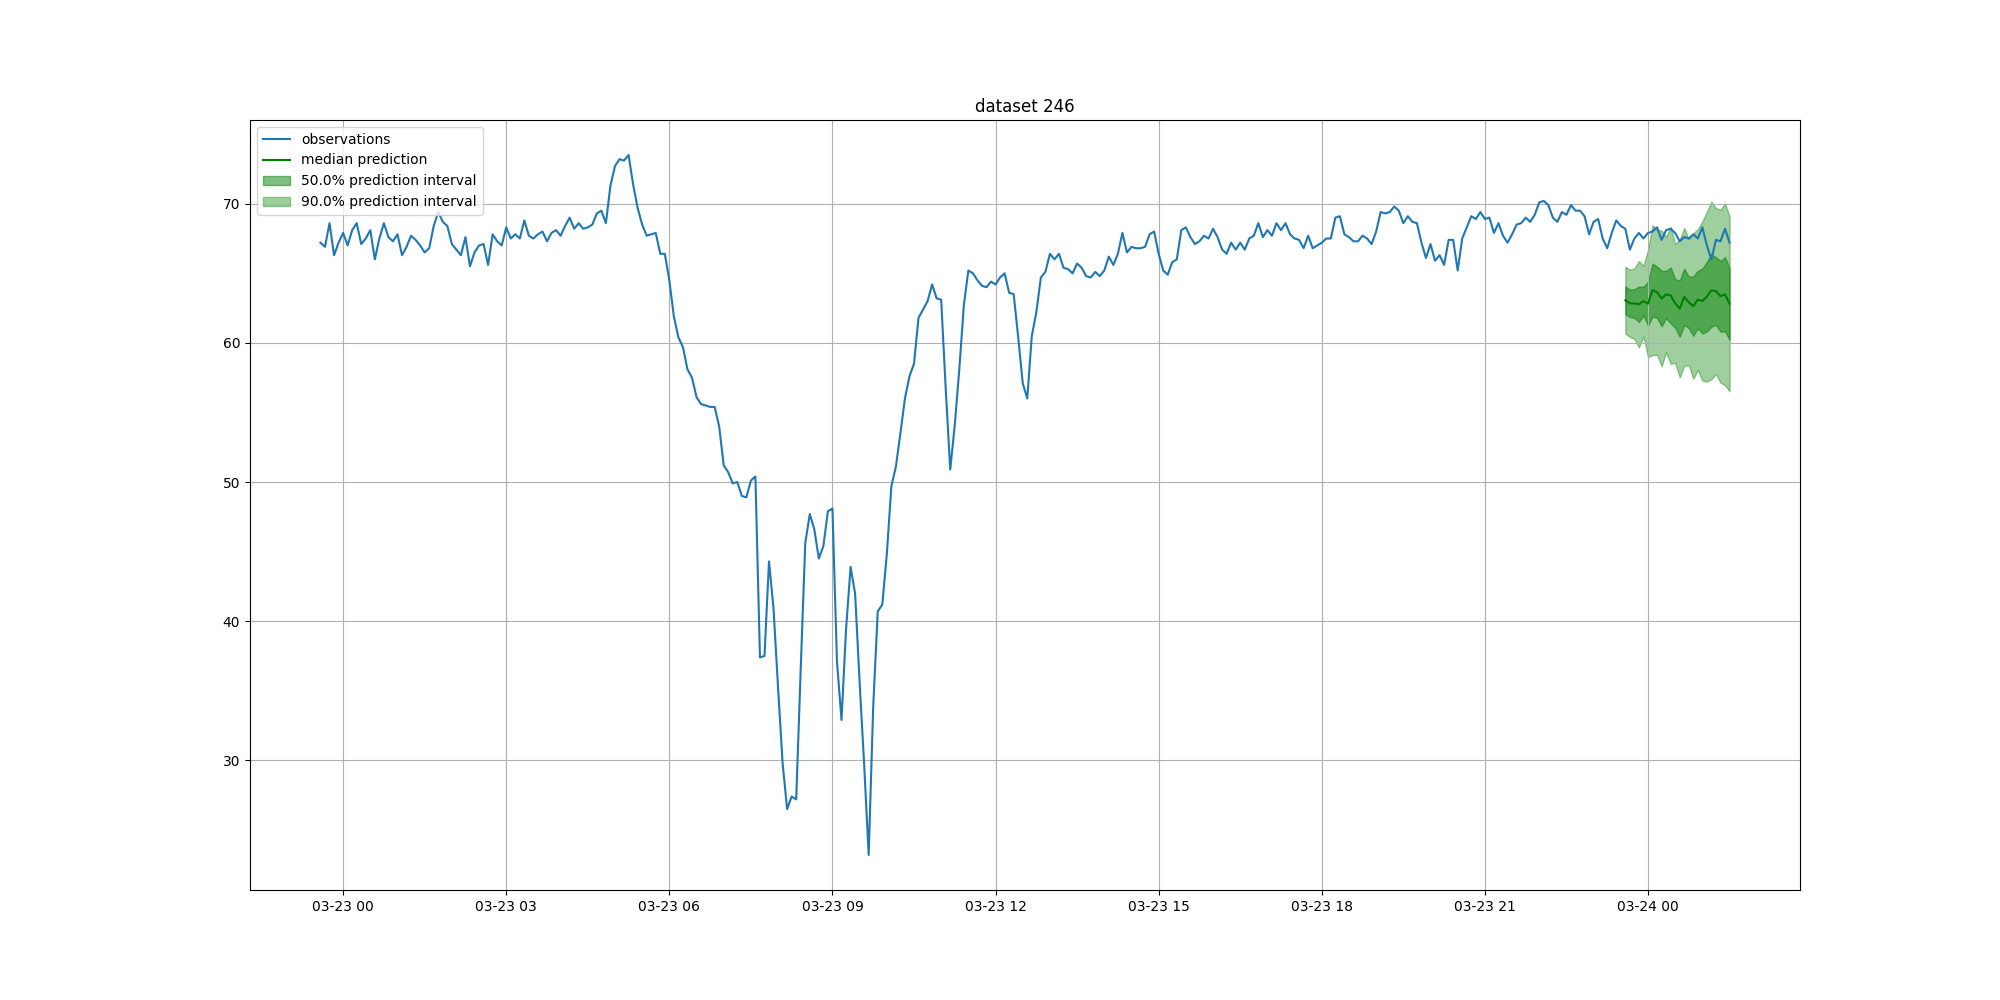 dataset 246
observations
median prediction
50.0% prediction interval
90.0% prediction interval
70
60
50
40
30
03-23 00
03-23 03
03-23 06
03-23 09
03-23 12
03-23 15
03-23 18
03-23 21
03-24 00